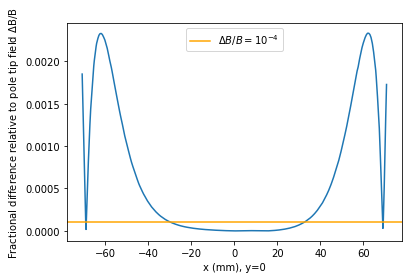 ΔB/B = 10⁻⁴
Fractional difference relative to pole tip field ΔB/B
0.0020
0.0015
0.0010
0.0005
0.0000
−60 −40 −20 0 20 40 60
x (mm), y=0